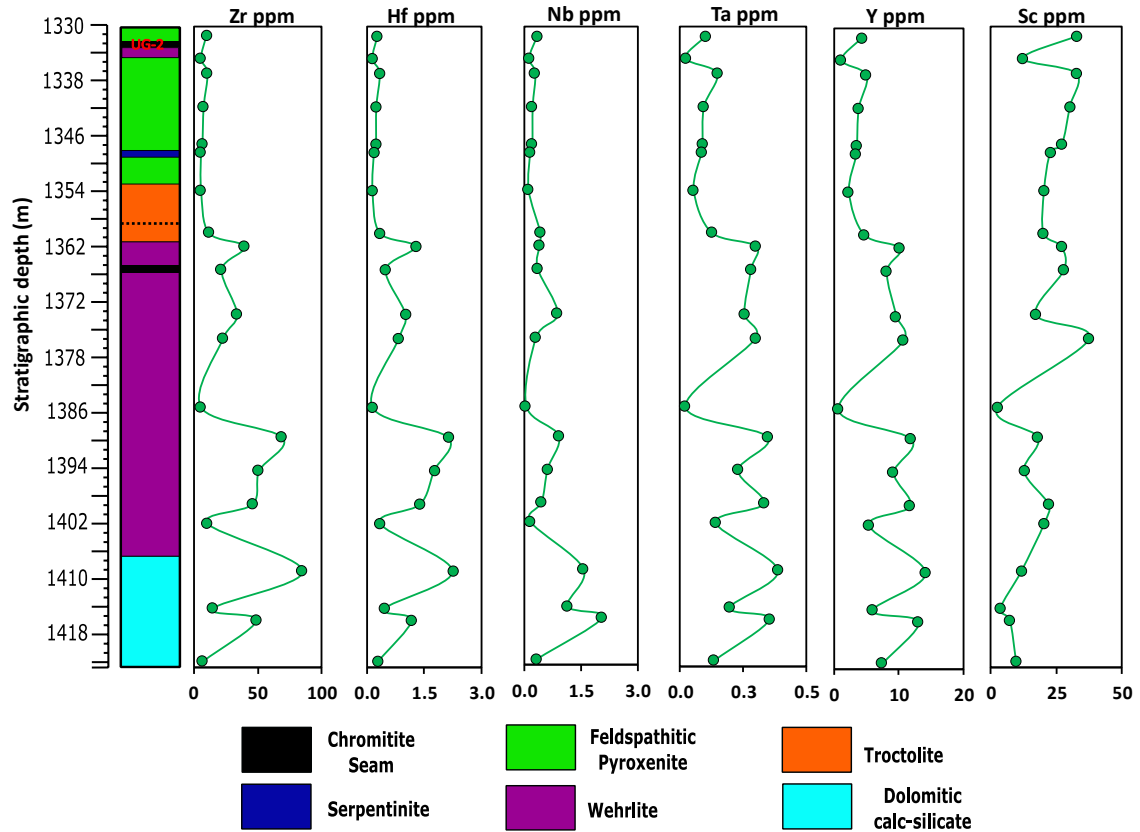 Zr ppm
Hf ppm
Nb ppm
Ta ppm
Y ppm
Sc ppm
Stratigraphic depth (m)
1330
1338
1346
1354
1362
1372
1378
1386
1394
1402
1410
1418
UG-2
0 50 100
0.0 1.5 3.0
0.0 1.5 3.0
0.0 0.3 0.5
0 10 20
0 25 50
Chromitite
Seam
Feldspathitic
Pyroxenite
Troctolite
Serpentinite
Wehrlite
Dolomitic
calc-silicate